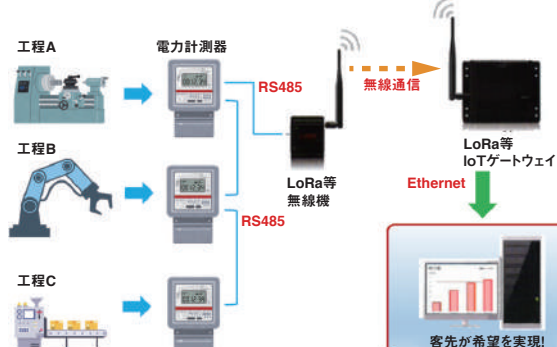 工程A
電力計測器
RS485
無線通信
工程B
LoRa等
無線機
LoRa等
IoTゲートウェイ
Ethernet
RS485
工程C
客先が希望を実現!